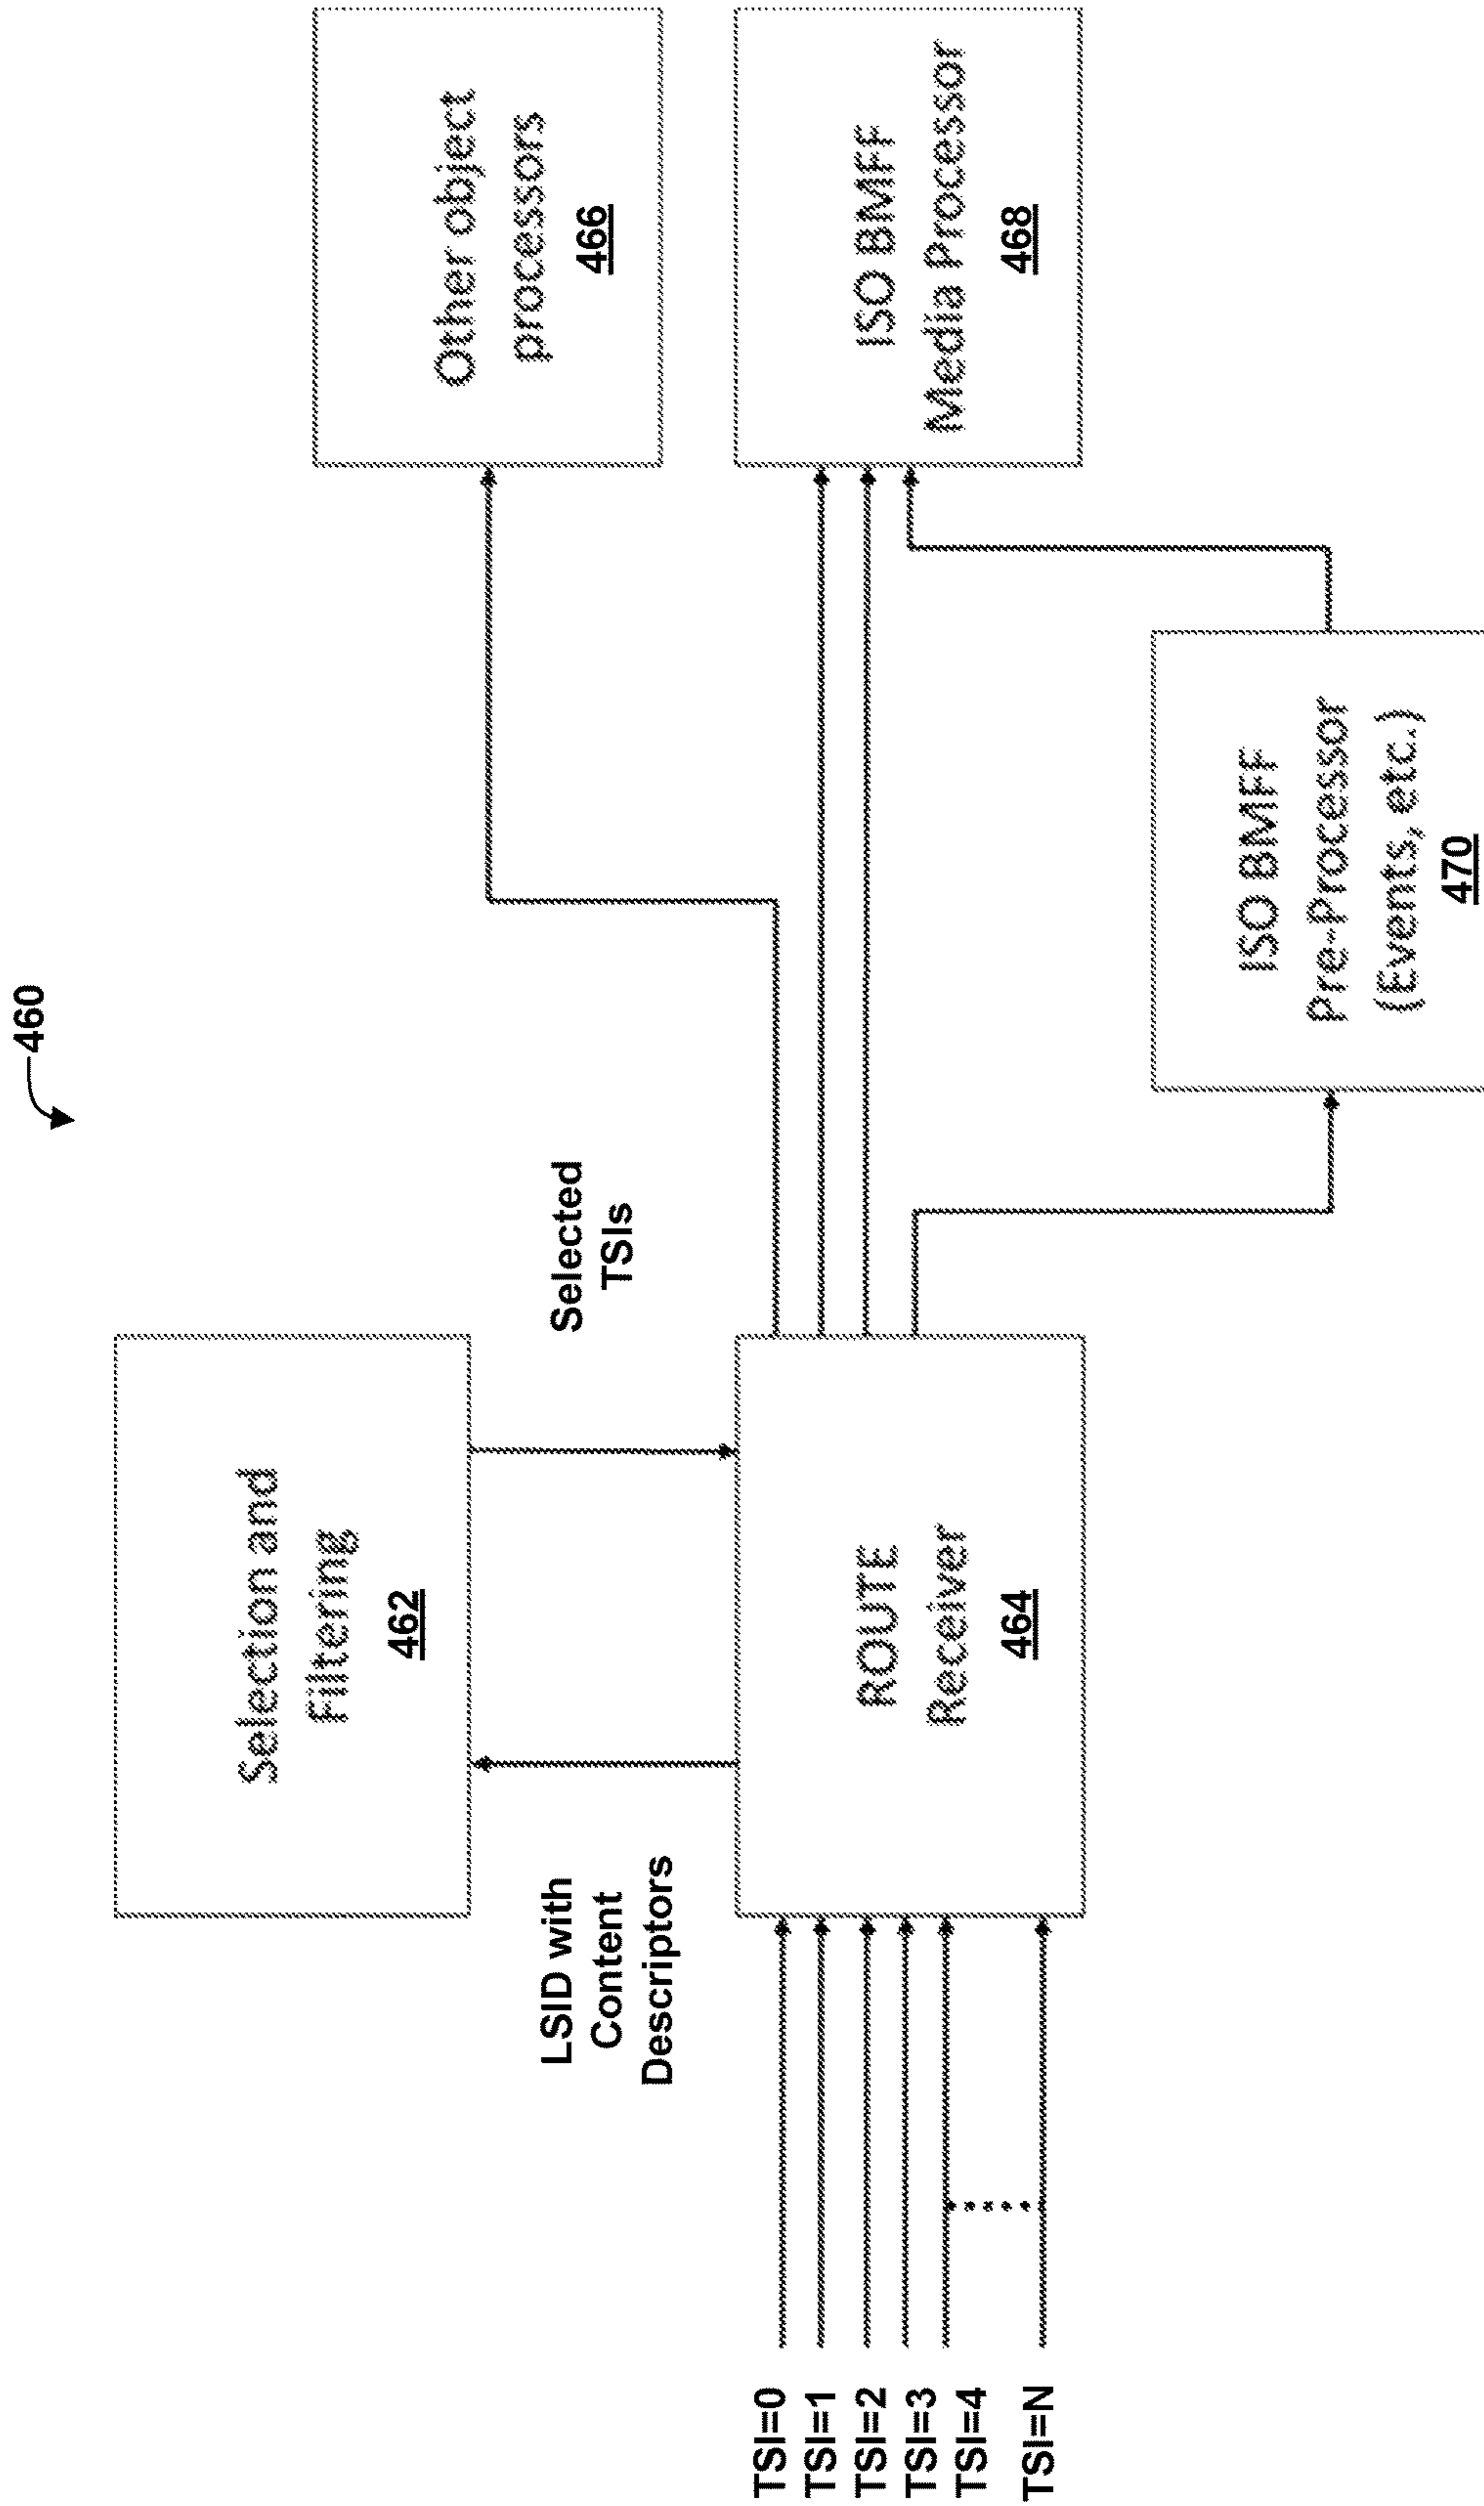 460
Selection and
Filtering
462
LSID with
Content
Descriptors
Selected
TSIs
Other object
processors
466
TSI=0
TSI=1
TSI=2
TSI=3
TSI=4
TSI=N
ROUTE
Receiver
464
ISO BMFF
Media Processor
468
ISO BMFF
Pre-Processor
(Events, etc.)
470